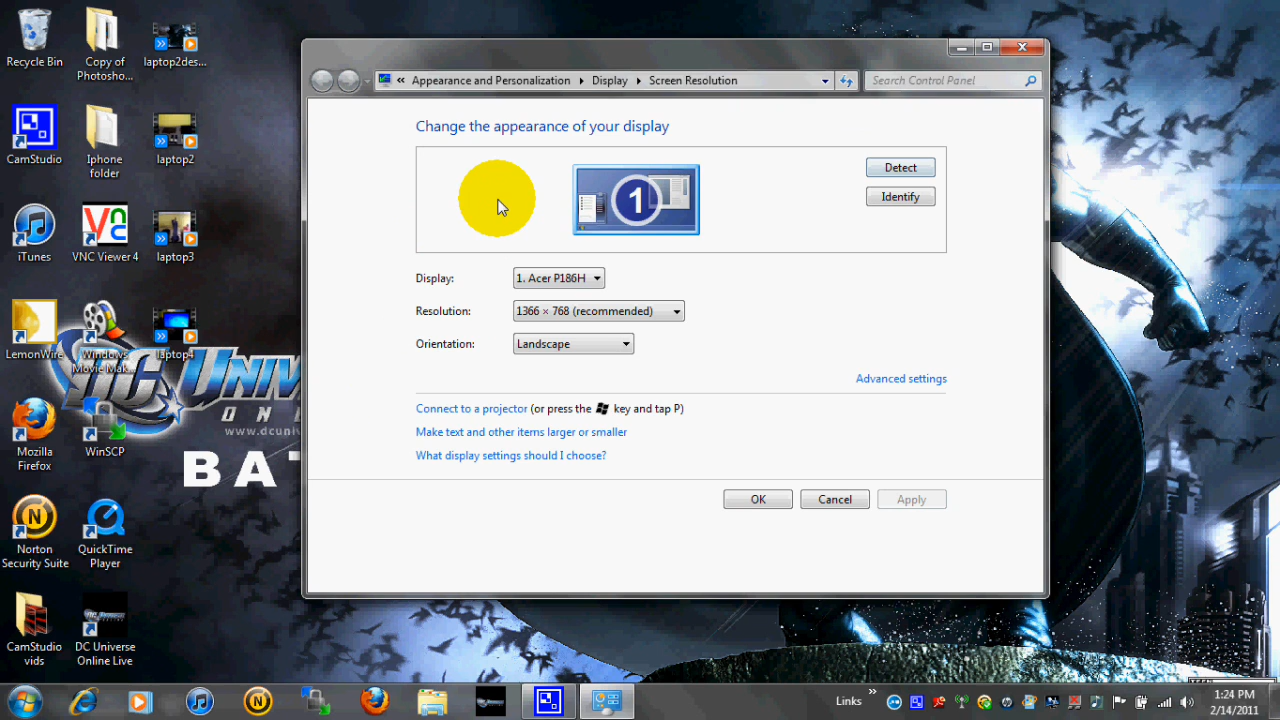 Recycle Bin
Copy of
Photosho...
laptop2des...
CamStudio
Iphone
folder
laptop2
iTunes
VNC Viewer 4
laptop3
LemonWire
Windows
Movie Mak...
laptop4
Mozilla
Firefox
WinSCP
Norton
Security Suite
QuickTime
Player
CamStudio
vids
DC Universe
Online Live
DC UNIV
ON
www.dcuni
BAT
« Appearance and Personalization Display Screen Resolution
Search Control Panel
Change the appearance of your display
1
Detect
Identify
Display: 1. Acer P186H
Resolution: 1366 × 768 (recommended)
Orientation: Landscape
Advanced settings
Connect to a projector (or press the key and tap P)
Make text and other items larger or smaller
What display settings should I choose?
OK Cancel Apply
Links »
1:24 PM
2/14/2011